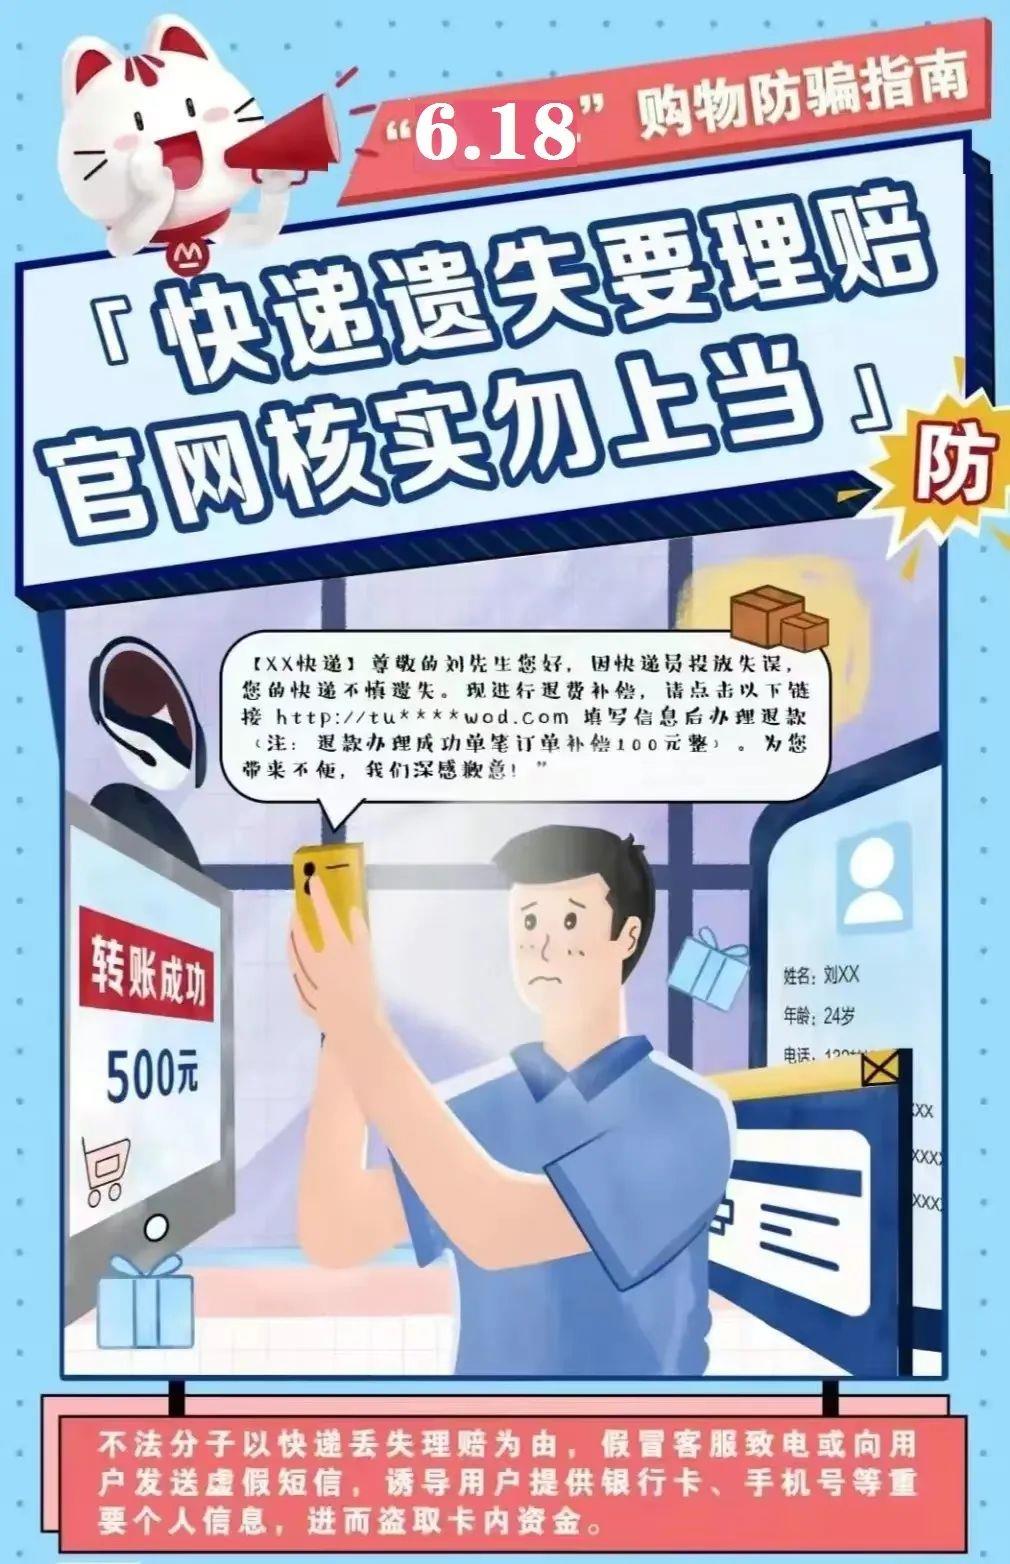 “6.18” 购物防骗指南
「快递遗失要理赔
官网核实勿上当」
防
【XX快递】尊敬的刘先生您好，因快递员投放失误，
您的快递不慎遗失。现进行退费补偿，请点击以下链
接 http://tu****wod.com 填写信息后办理退款
（注：退款办理成功单笔订单补偿100元整）。为您
带来不便，我们深感歉意！”
转账成功
500元
姓名：刘XX
年龄：24岁
电话：
XX
XXX
XXX
不法分子以快递丢失理赔为由，假冒客服致电或向用
户发送虚假短信，诱导用户提供银行卡、手机号等重
要个人信息，进而盗取卡内资金。